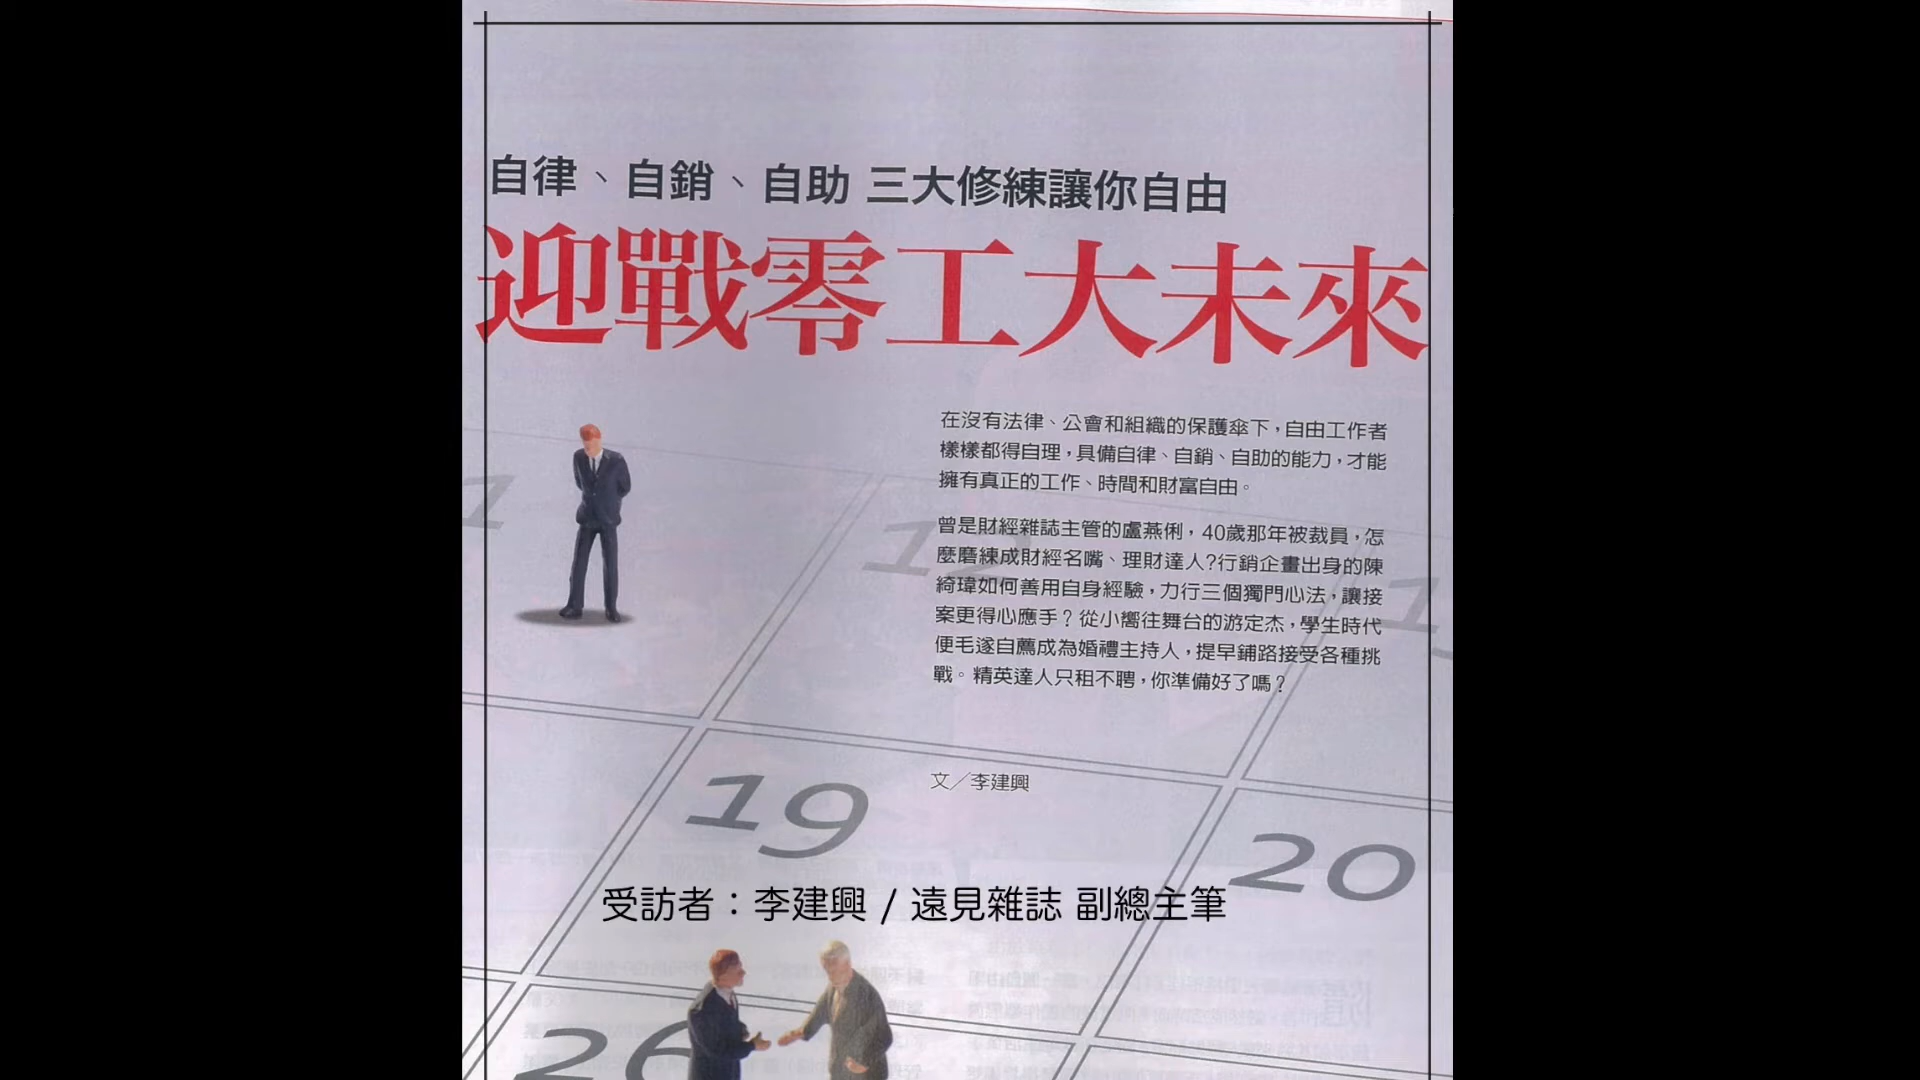 自律、自銷、自助 三大修練讓你自由
迎戰零工大未來
在沒有法律、公會和組織的保護傘下，自由工作者
樣樣都得自理，具備自律、自銷、自助的能力，才能
擁有真正的工作、時間和財富自由。
曾是財經雜誌主管的盧燕俐，40歲那年被裁員，怎
麼磨練成財經名嘴、理財達人?行銷企畫出身的陳
綺瑋如何善用自身經驗，力行三個獨門心法，讓接
案更得心應手？從小嚮往舞台的游定杰，學生時代
便毛遂自薦成為婚禮主持人，提早鋪路接受各種挑
戰。精英達人只租不聘，你準備好了嗎？
12
文／李建興
19
20
受訪者：李建興 / 遠見雜誌 副總主筆
26